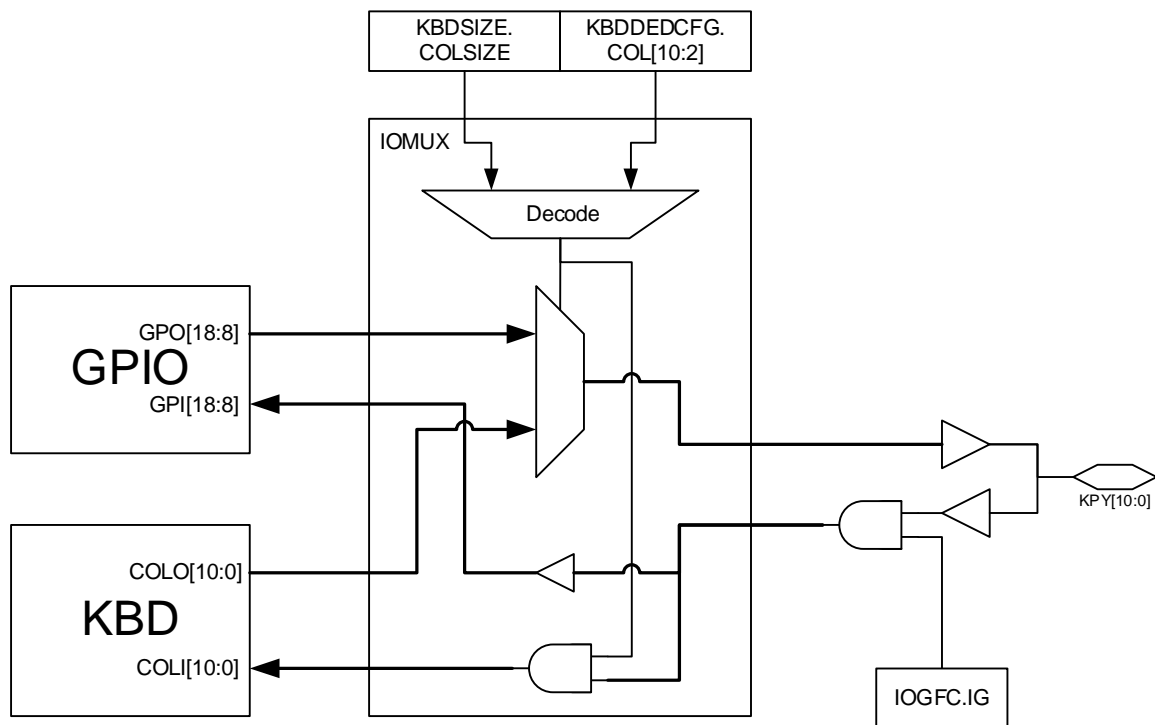 KBDSIZE.
COLSIZE
KBDDEDCFG.
COL[10:2]
IOMUX
Decode
GPO[18:8]
GPIO
GPI[18:8]
KPY[10:0]
COLO[10:0]
KBD
COLI[10:0]
IOGFC.IG